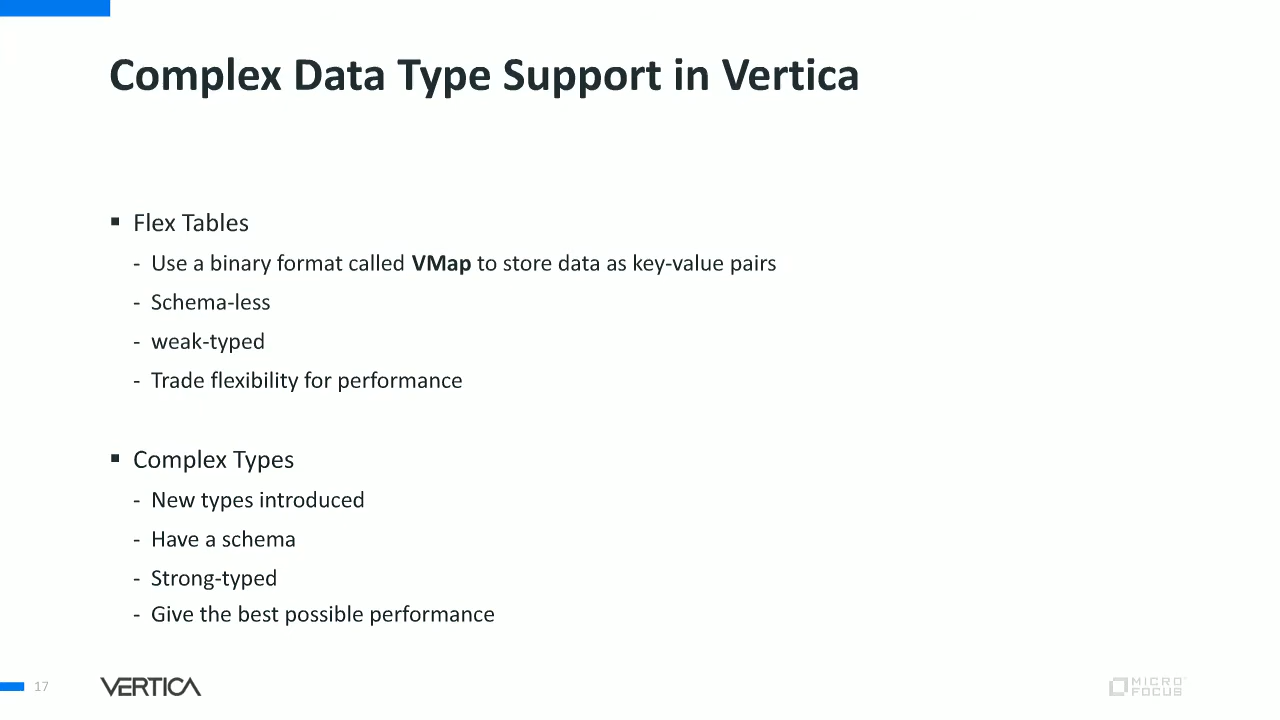 Complex Data Type Support in Vertica
▪ Flex Tables
- Use a binary format called VMap to store data as key-value pairs
- Schema-less
- weak-typed
- Trade flexibility for performance
▪ Complex Types
- New types introduced
- Have a schema
- Strong-typed
- Give the best possible performance
17
VERTICA
MICRO
FOCUS